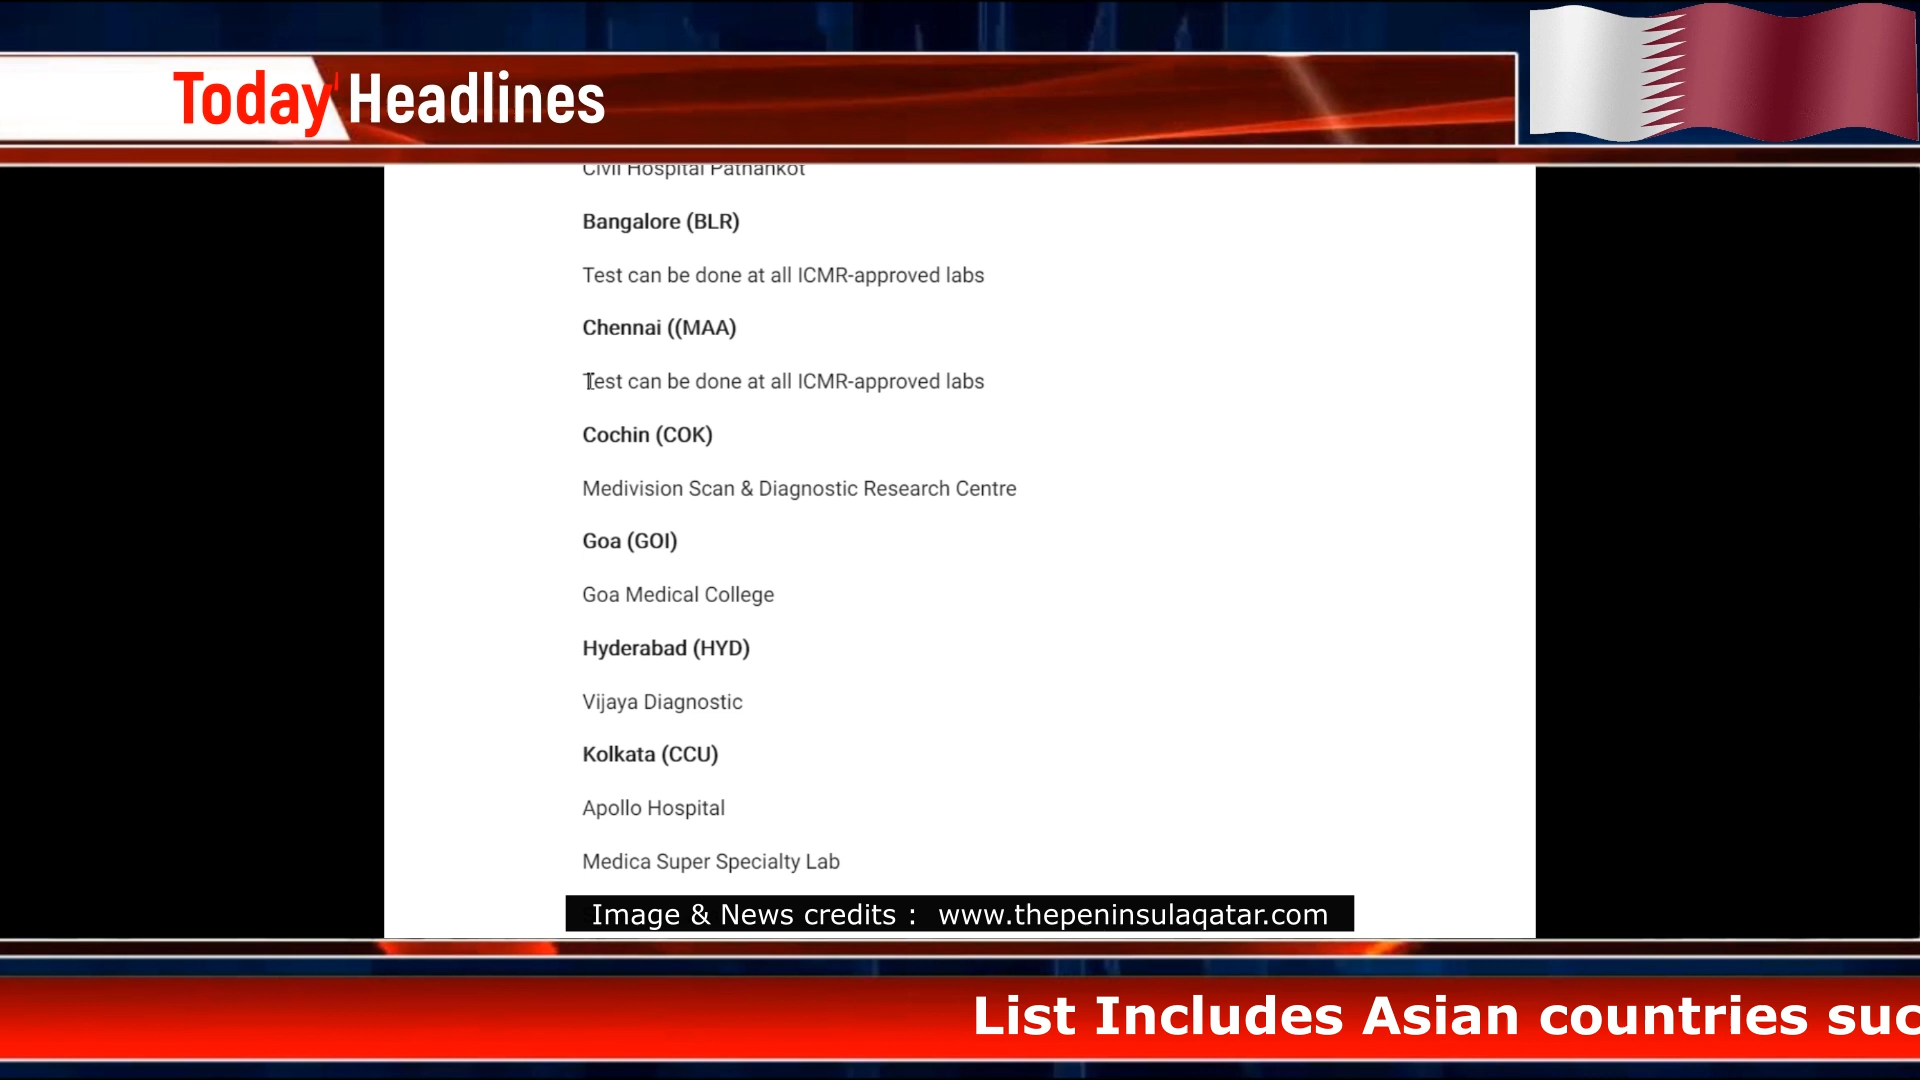 Today' Headlines
Civil Hospital Pathankot
Bangalore (BLR)
Test can be done at all ICMR-approved labs
Chennai ((MAA)
Test can be done at all ICMR-approved labs
Cochin (COK)
Medivision Scan & Diagnostic Research Centre
Goa (GOI)
Goa Medical College
Hyderabad (HYD)
Vijaya Diagnostic
Kolkata (CCU)
Apollo Hospital
Medica Super Specialty Lab
Image & News credits : www.thepeninsulaqatar.com
List Includes Asian countries suc